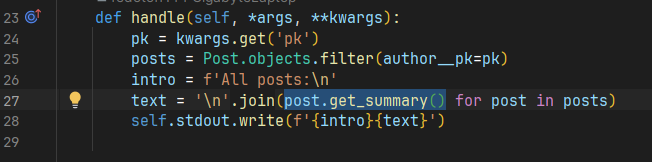 23 def handle(self, *args, **kwargs):
24 pk = kwargs.get('pk')
25 posts = Post.objects.filter(author__pk=pk)
26 intro = f'All posts:\n'
27 text = '\n'.join(post.get_summary() for post in posts)
28 self.stdout.write(f'{intro}{text}')
29